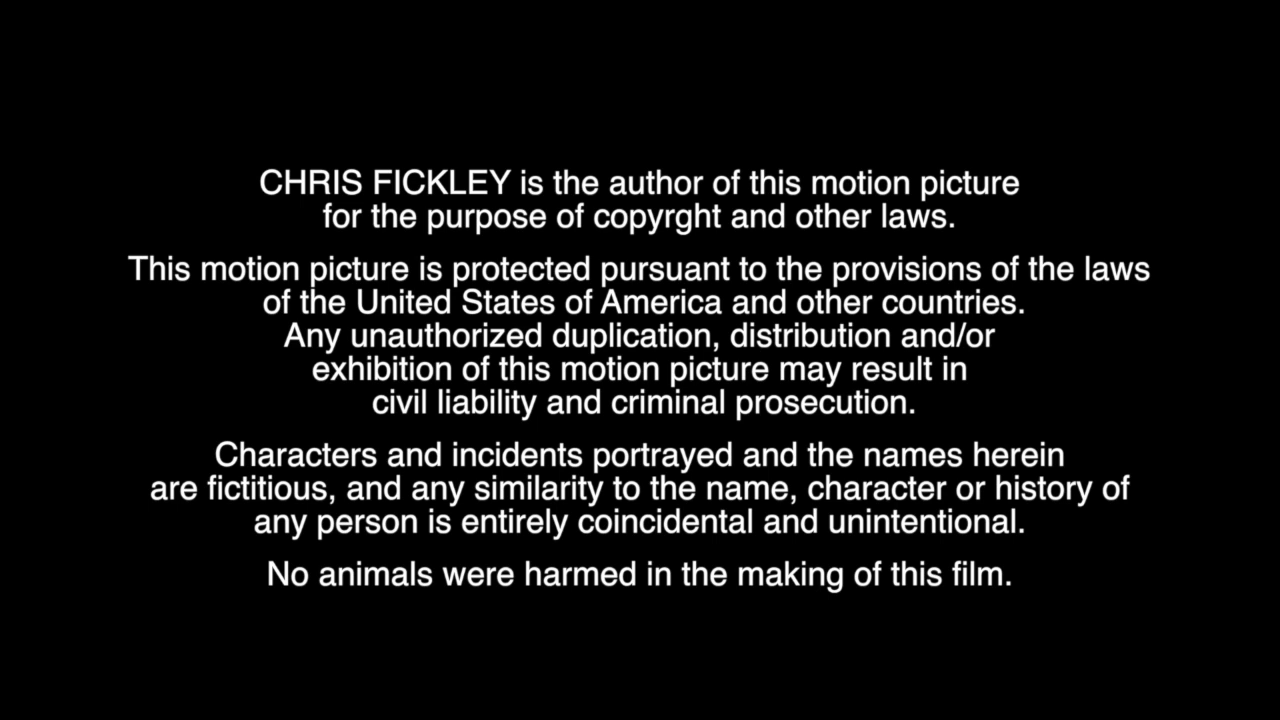 CHRIS FICKLEY is the author of this motion picture
for the purpose of copyrght and other laws.
This motion picture is protected pursuant to the provisions of the laws
of the United States of America and other countries.
Any unauthorized duplication, distribution and/or
exhibition of this motion picture may result in
civil liability and criminal prosecution.
Characters and incidents portrayed and the names herein
are fictitious, and any similarity to the name, character or history of
any person is entirely coincidental and unintentional.
No animals were harmed in the making of this film.